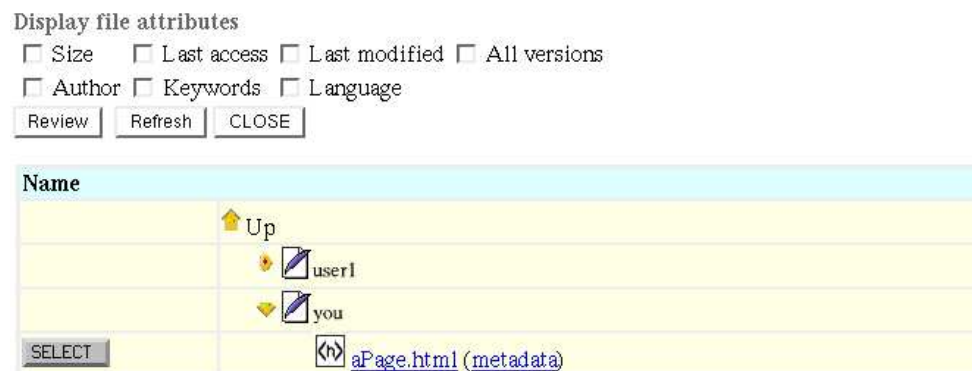 Display file attributes
Size Last access Last modified All versions
Author Keywords Language
Review Refresh CLOSE
Name
Up
user1
you
SELECT <h> aPage.html (metadata)